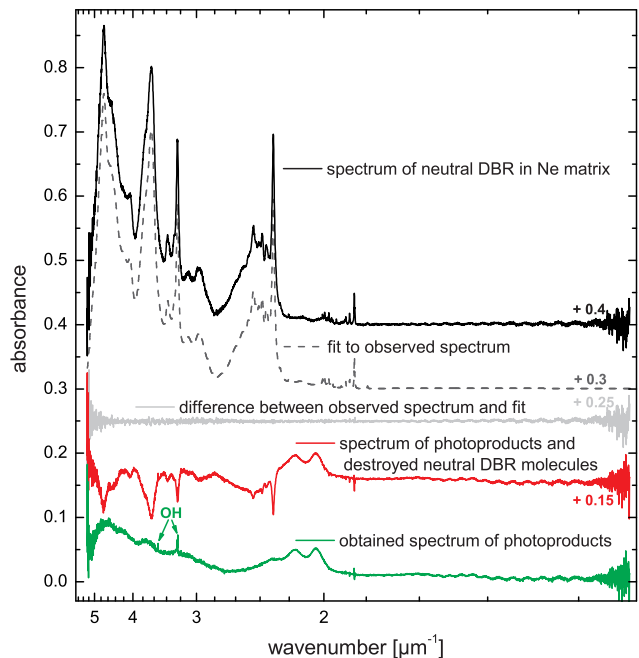 0.8
0.7
0.6
0.5
0.4
0.3
0.2
0.1
0.0
absorbance
spectrum of neutral DBR in Ne matrix
+ 0.4
fit to observed spectrum
+ 0.3
+ 0.25
difference between observed spectrum and fit
spectrum of photoproducts and
destroyed neutral DBR molecules
+ 0.15
OH
obtained spectrum of photoproducts
5 4 3 2
wavenumber [µm⁻¹]